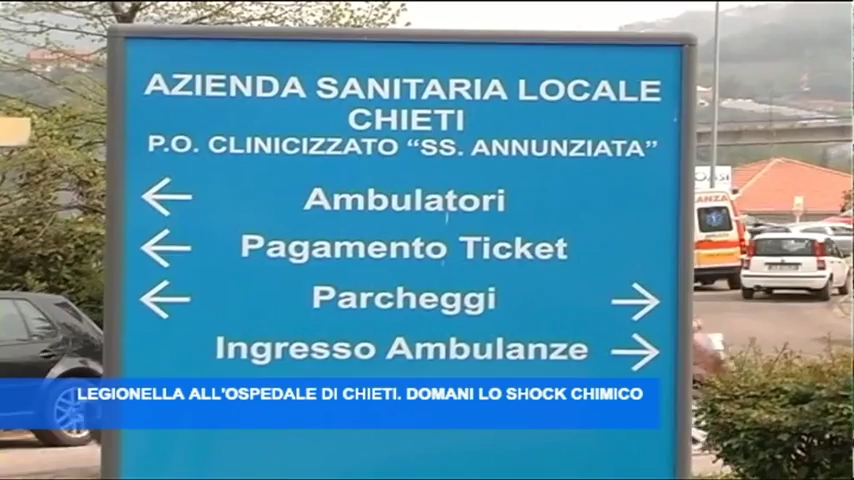 AZIENDA SANITARIA LOCALE
CHIETI
P.O. CLINICIZZATO “SS. ANNUNZIATA”
Ambulatori
Pagamento Ticket
Parcheggi
Ingresso Ambulanze
LEGIONELLA ALL'OSPEDALE DI CHIETI. DOMANI LO SHOCK CHIMICO